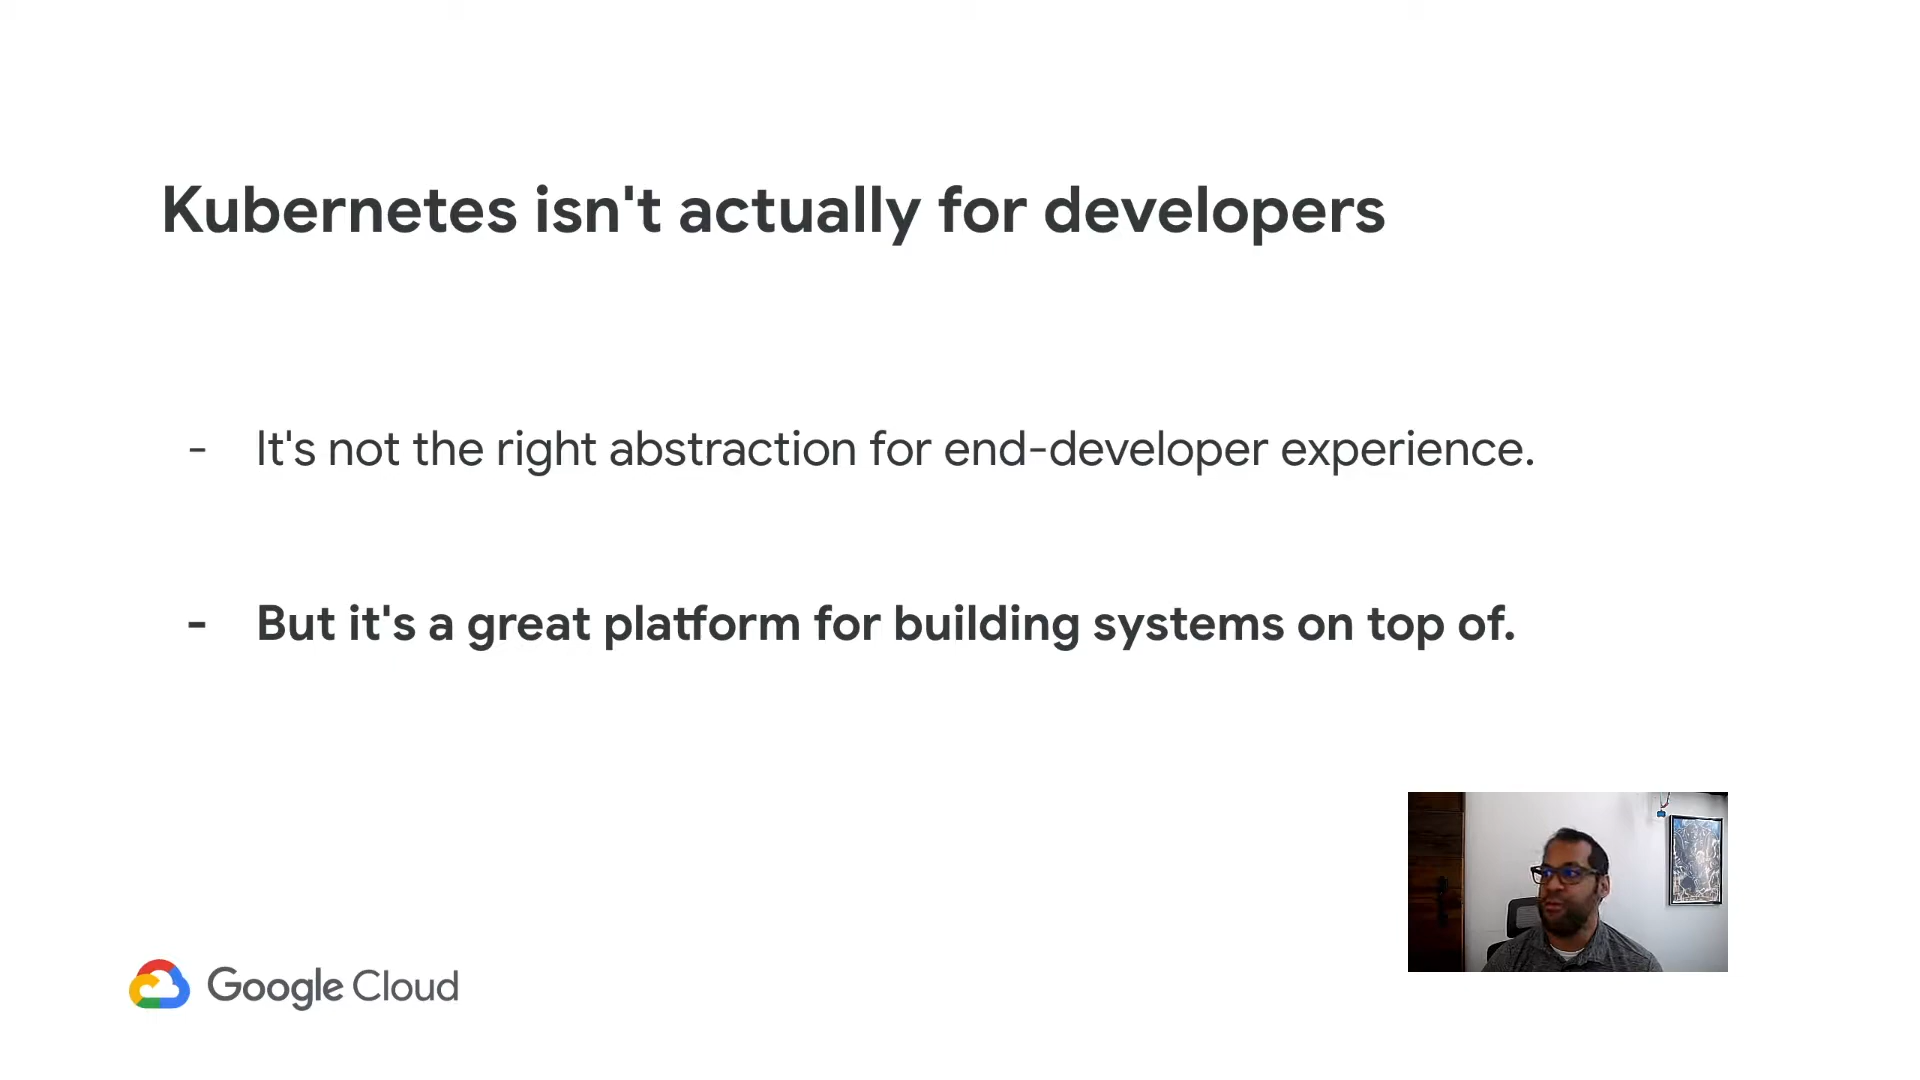 Kubernetes isn't actually for developers
- It's not the right abstraction for end-developer experience.
- But it's a great platform for building systems on top of.
Google Cloud